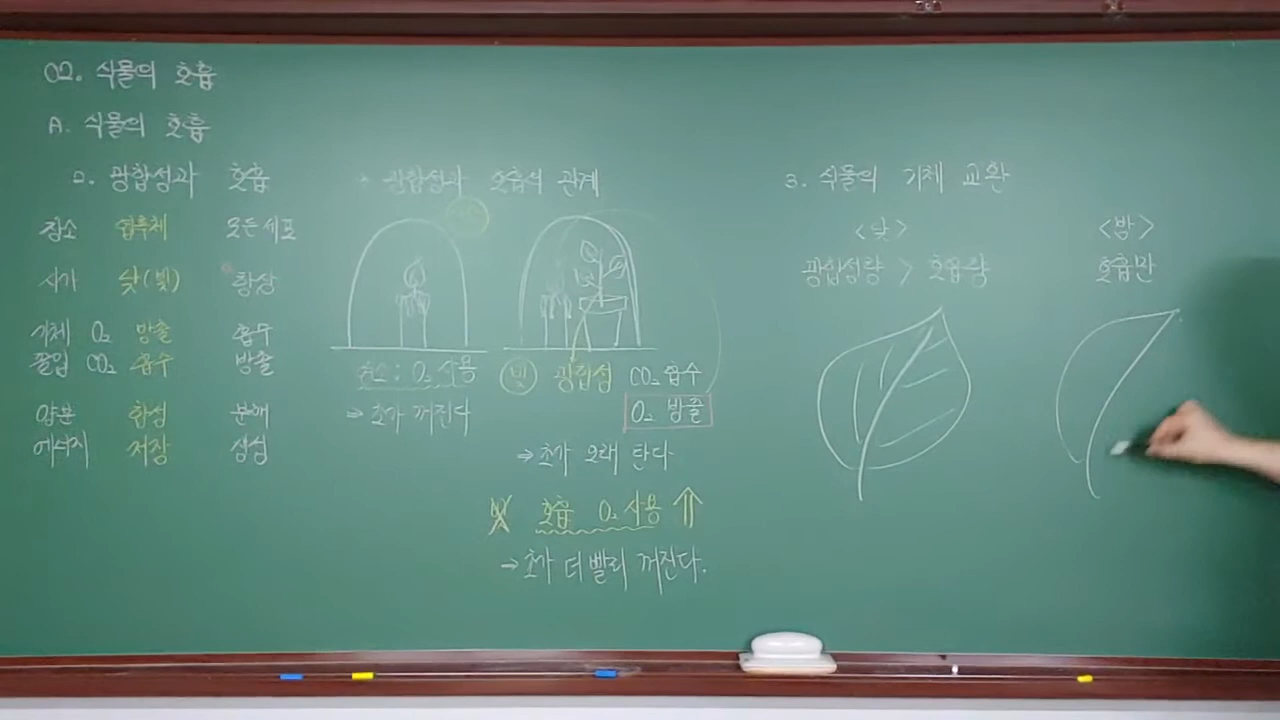 02. 식물의 호흡
A. 식물의 호흡
2. 광합성과 호흡
장소 엽록체 모든세포
시기 낮(빛) 항상
기체 O₂ 방출 흡수
출입 CO₂ 흡수 방출
양분 합성 분해
에너지 저장 생성
* 광합성과 호흡의 관계
연소: O₂ 사용
⇒ 초가 꺼진다
빛 광합성 CO₂ 흡수
O₂ 방출
⇒ 초가 오래 탄다
빛 호흡 O₂ 사용 ⇑
→ 초가 더 빨리 꺼진다.
3. 식물의 기체 교환
<낮>
광합성량 > 호흡량
<밤>
호흡만